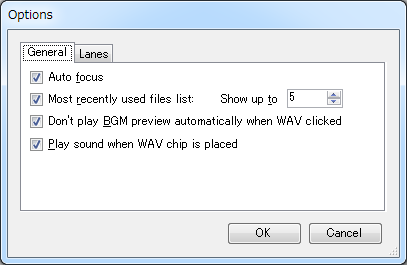 Options
General Lanes
Auto focus
Most recently used files list: Show up to 5
Don't play BGM preview automatically when WAV clicked
Play sound when WAV chip is placed
OK Cancel